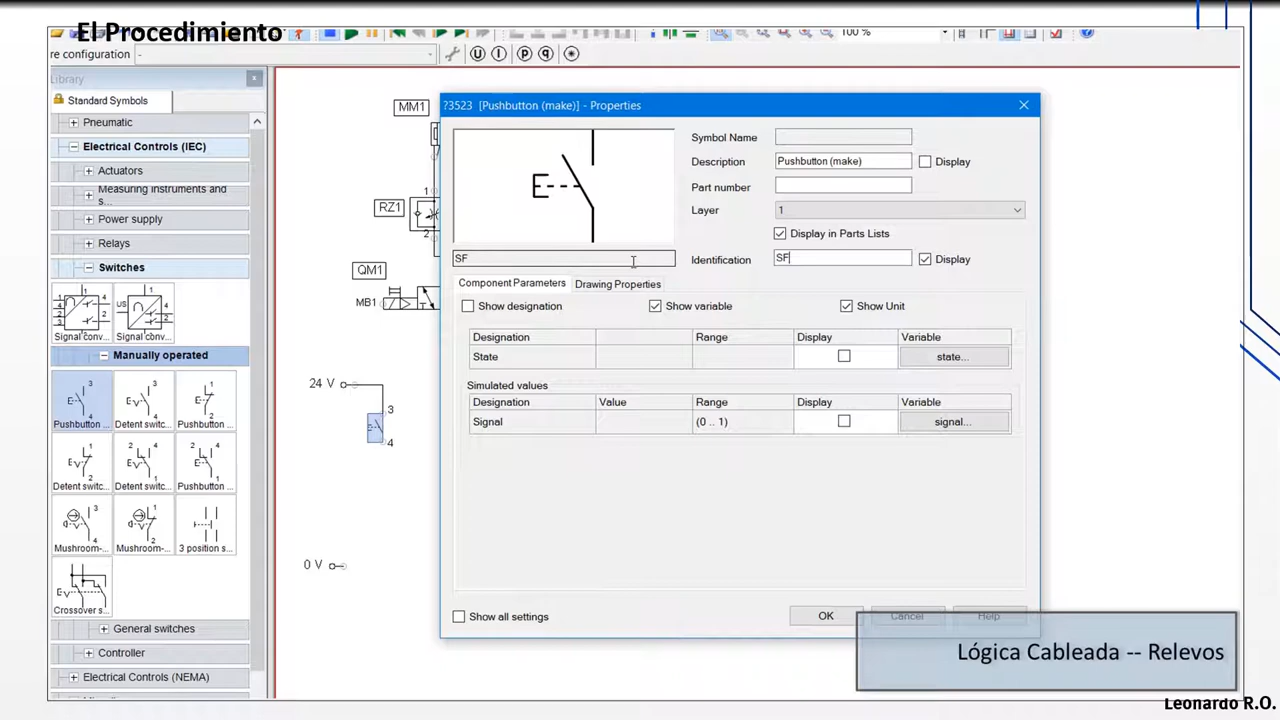 El Procedimiento
100 %
re configuration -
U I P q
Library
Standard Symbols
Pneumatic
Electrical Controls (IEC)
Actuators
Measuring instruments and s...
Power supply
Relays
Switches
Signal conv...
Signal conv...
Manually operated
Pushbutton ...
Detent switc...
Pushbutton ...
Detent switc...
Detent switc...
Pushbutton ...
Mushroom-...
Mushroom-...
3 position s...
Crossover s...
General switches
Controller
Electrical Controls (NEMA)
MM1
RZ1
1
2
QM1
MB1
24 V
3
4
0 V
?3523 [Pushbutton (make)] - Properties
SF
Symbol Name
Description Pushbutton (make) Display
Part number
Layer 1
Display in Parts Lists
Identification SF Display
Component Parameters Drawing Properties
Show designation Show variable Show Unit
Designation Range Display Variable
State state...
Simulated values
Designation Value Range Display Variable
Signal (0 .. 1) signal...
Show all settings OK Cancel Help
Lógica Cableada -- Relevos
Leonardo R.O.